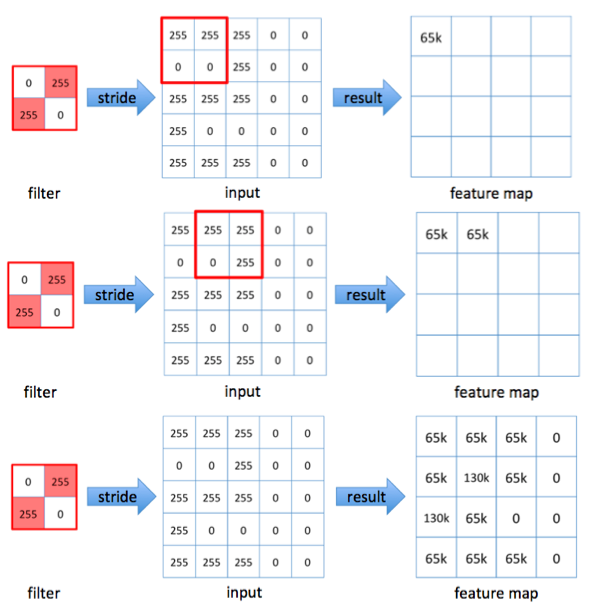 255 255 255 0 0
65k
0 0 255 0 0
0 255
stride
255 255 255 0 0
result
255 0
255 0 0 0 0
255 255 255 0 0
filter
input
feature map
255 255 255 0 0
65k 65k
0 0 255 0 0
0 255
stride
255 255 255 0 0
result
255 0
255 0 0 0 0
255 255 255 0 0
filter
input
feature map
255 255 255 0 0
65k 65k 65k 0
0 0 255 0 0
65k 130k 65k 0
0 255
stride
255 255 255 0 0
result
255 0
255 0 0 0 0
130k 65k 0 0
255 255 255 0 0
65k 65k 65k 0
filter
input
feature map